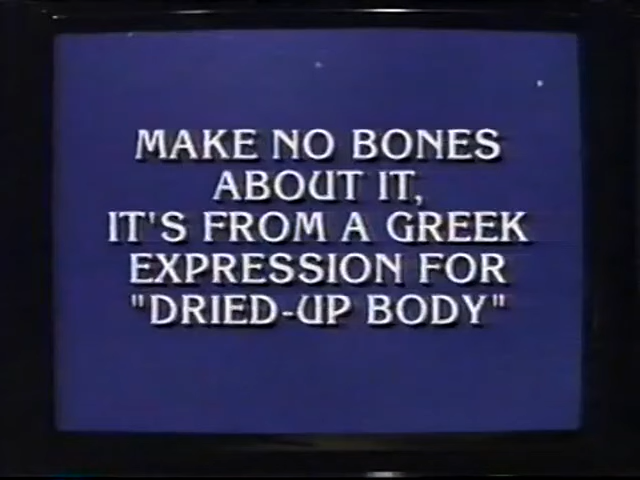 MAKE NO BONES
ABOUT IT,
IT'S FROM A GREEK
EXPRESSION FOR
"DRIED-UP BODY"